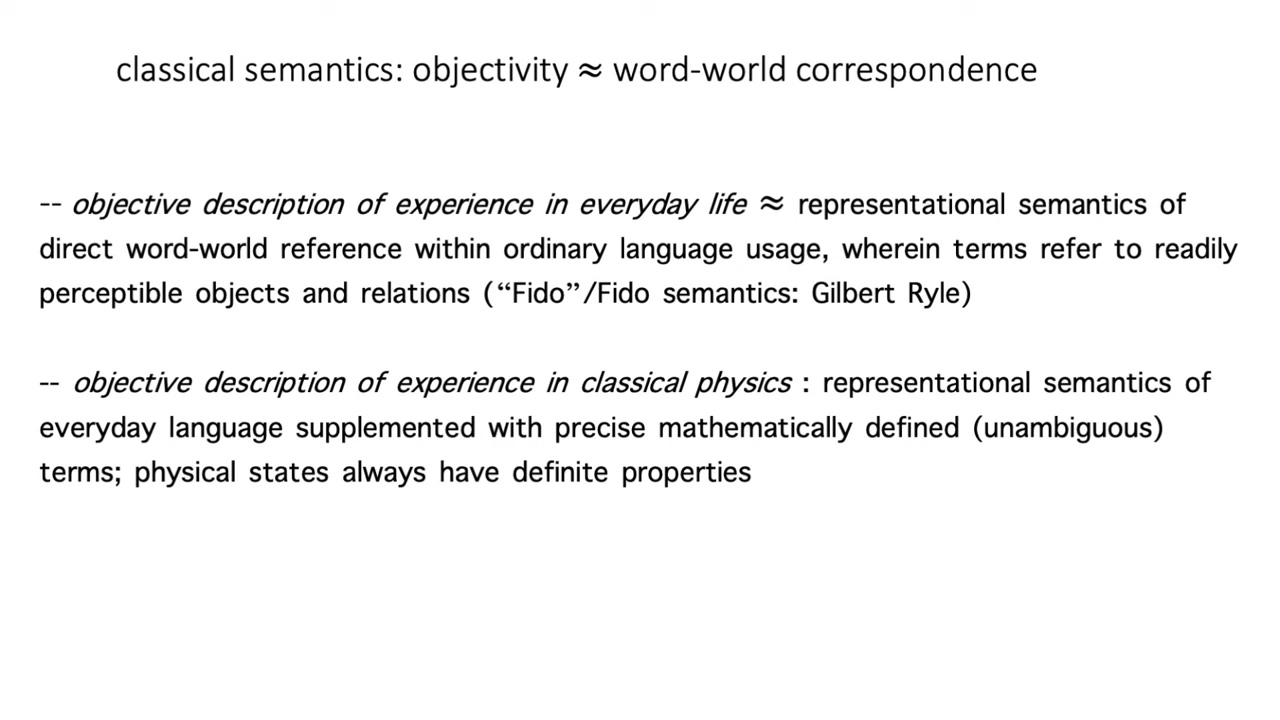 classical semantics: objectivity ≈ word-world correspondence
-- objective description of experience in everyday life ≈ representational semantics of
direct word-world reference within ordinary language usage, wherein terms refer to readily
perceptible objects and relations (“Fido”/Fido semantics: Gilbert Ryle)
-- objective description of experience in classical physics : representational semantics of
everyday language supplemented with precise mathematically defined (unambiguous)
terms; physical states always have definite properties